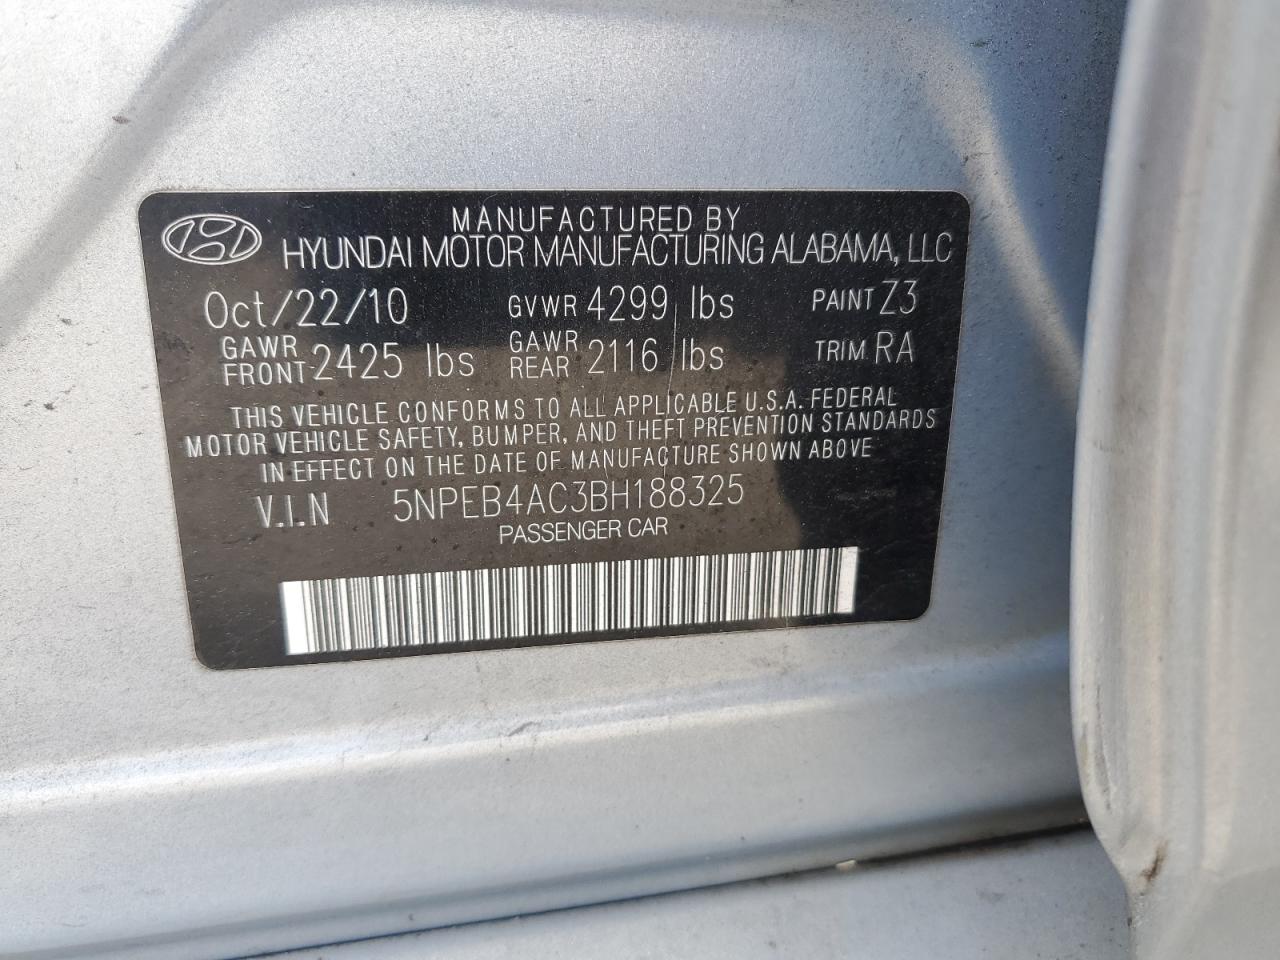 MANUFACTURED BY
HYUNDAI MOTOR MANUFACTURING ALABAMA, LLC
Oct/22/10 GVWR 4299 lbs PAINT Z3
GAWR FRONT 2425 lbs GAWR REAR 2116 lbs TRIM RA
THIS VEHICLE CONFORMS TO ALL APPLICABLE U.S.A. FEDERAL
MOTOR VEHICLE SAFETY, BUMPER, AND THEFT PREVENTION STANDARDS
IN EFFECT ON THE DATE OF MANUFACTURE SHOWN ABOVE
V.I.N 5NPEB4AC3BH188325
PASSENGER CAR